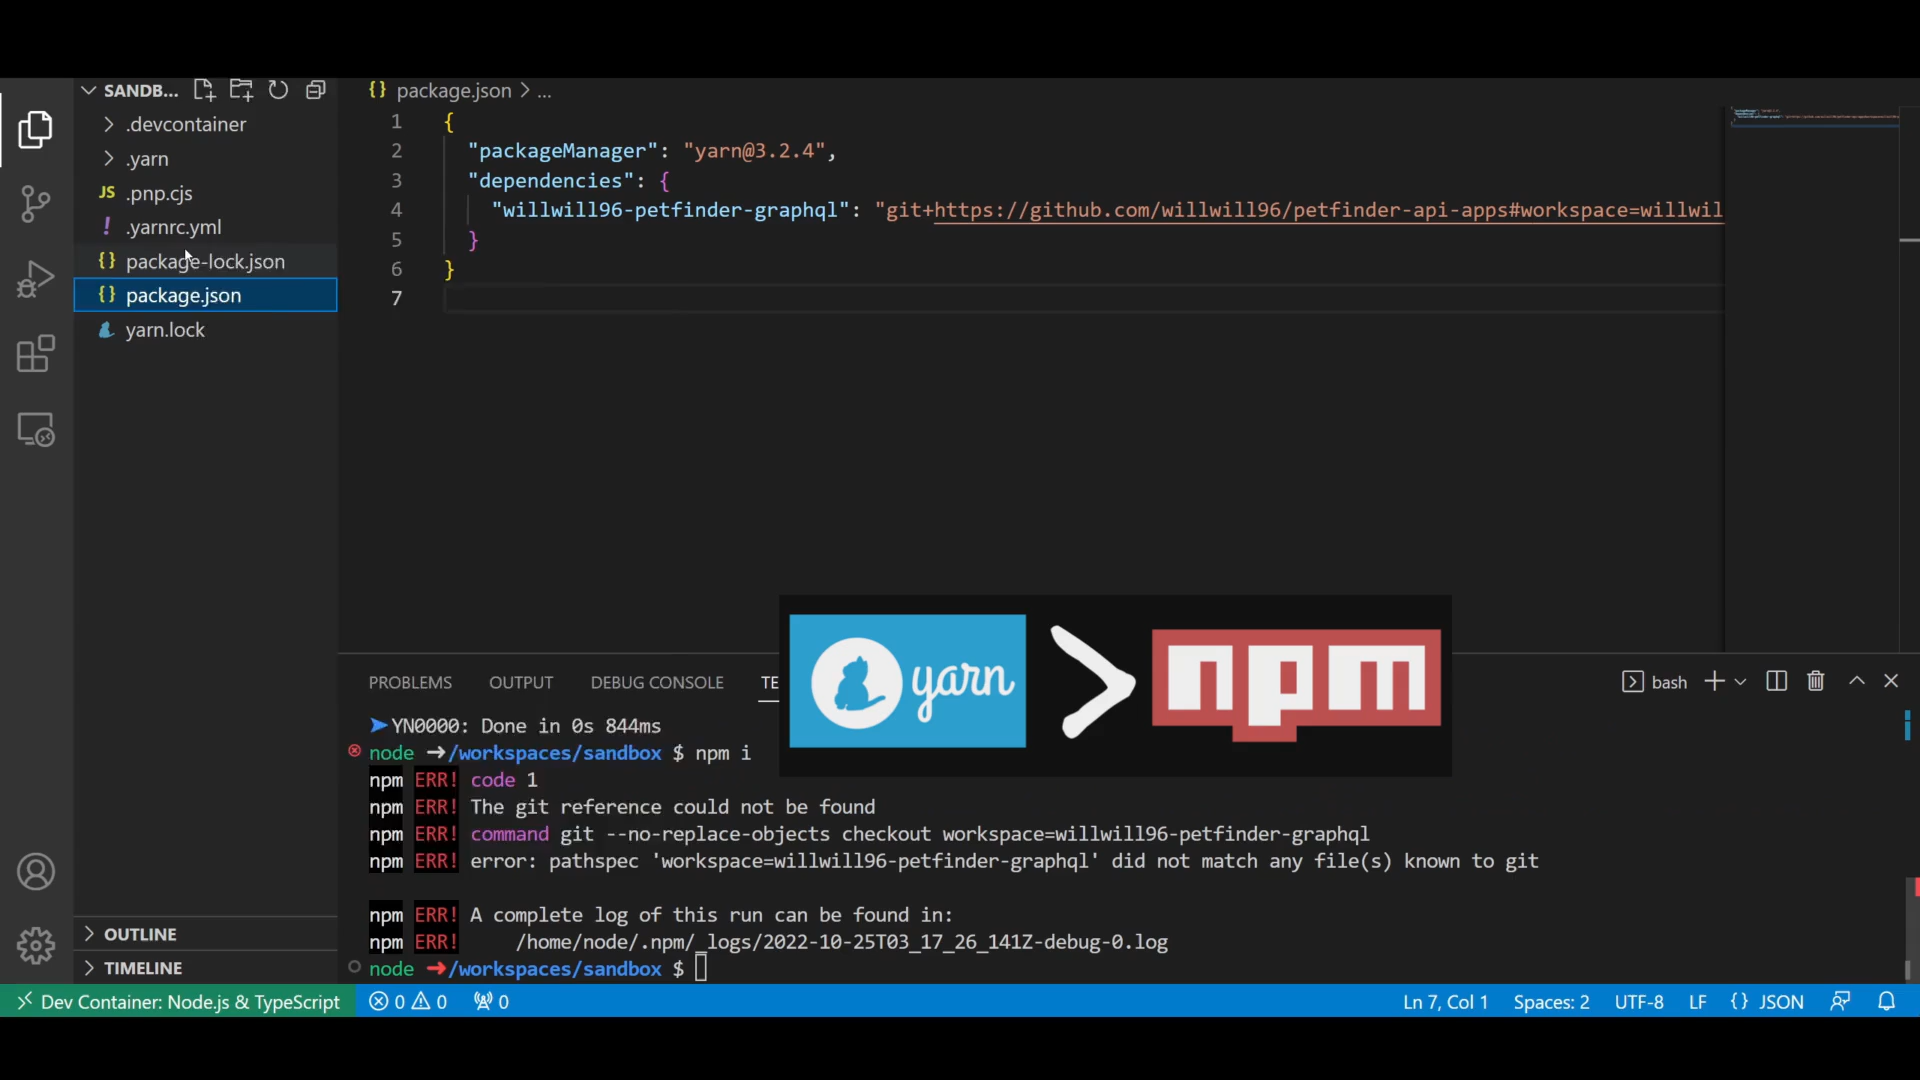 SANDB...
.devcontainer
.yarn
JS .pnp.cjs
! .yarnrc.yml
{} package-lock.json
{} package.json
yarn.lock
OUTLINE
TIMELINE
{} package.json > ...
1 {
2 "packageManager": "yarn@3.2.4",
3 "dependencies": {
4 "willwill96-petfinder-graphql": "git+https://github.com/willwill96/petfinder-api-apps#workspace=willwil
5 }
6 }
7
yarn > npm
PROBLEMS OUTPUT DEBUG CONSOLE TE
bash
➤YN0000: Done in 0s 844ms
node ➜/workspaces/sandbox $ npm i
npm ERR! code 1
npm ERR! The git reference could not be found
npm ERR! command git --no-replace-objects checkout workspace=willwill96-petfinder-graphql
npm ERR! error: pathspec 'workspace=willwill96-petfinder-graphql' did not match any file(s) known to git
npm ERR! A complete log of this run can be found in:
npm ERR! /home/node/.npm/_logs/2022-10-25T03_17_26_141Z-debug-0.log
node ➜/workspaces/sandbox $
Dev Container: Node.js & TypeScript 0 0 0 Ln 7, Col 1 Spaces: 2 UTF-8 LF {} JSON